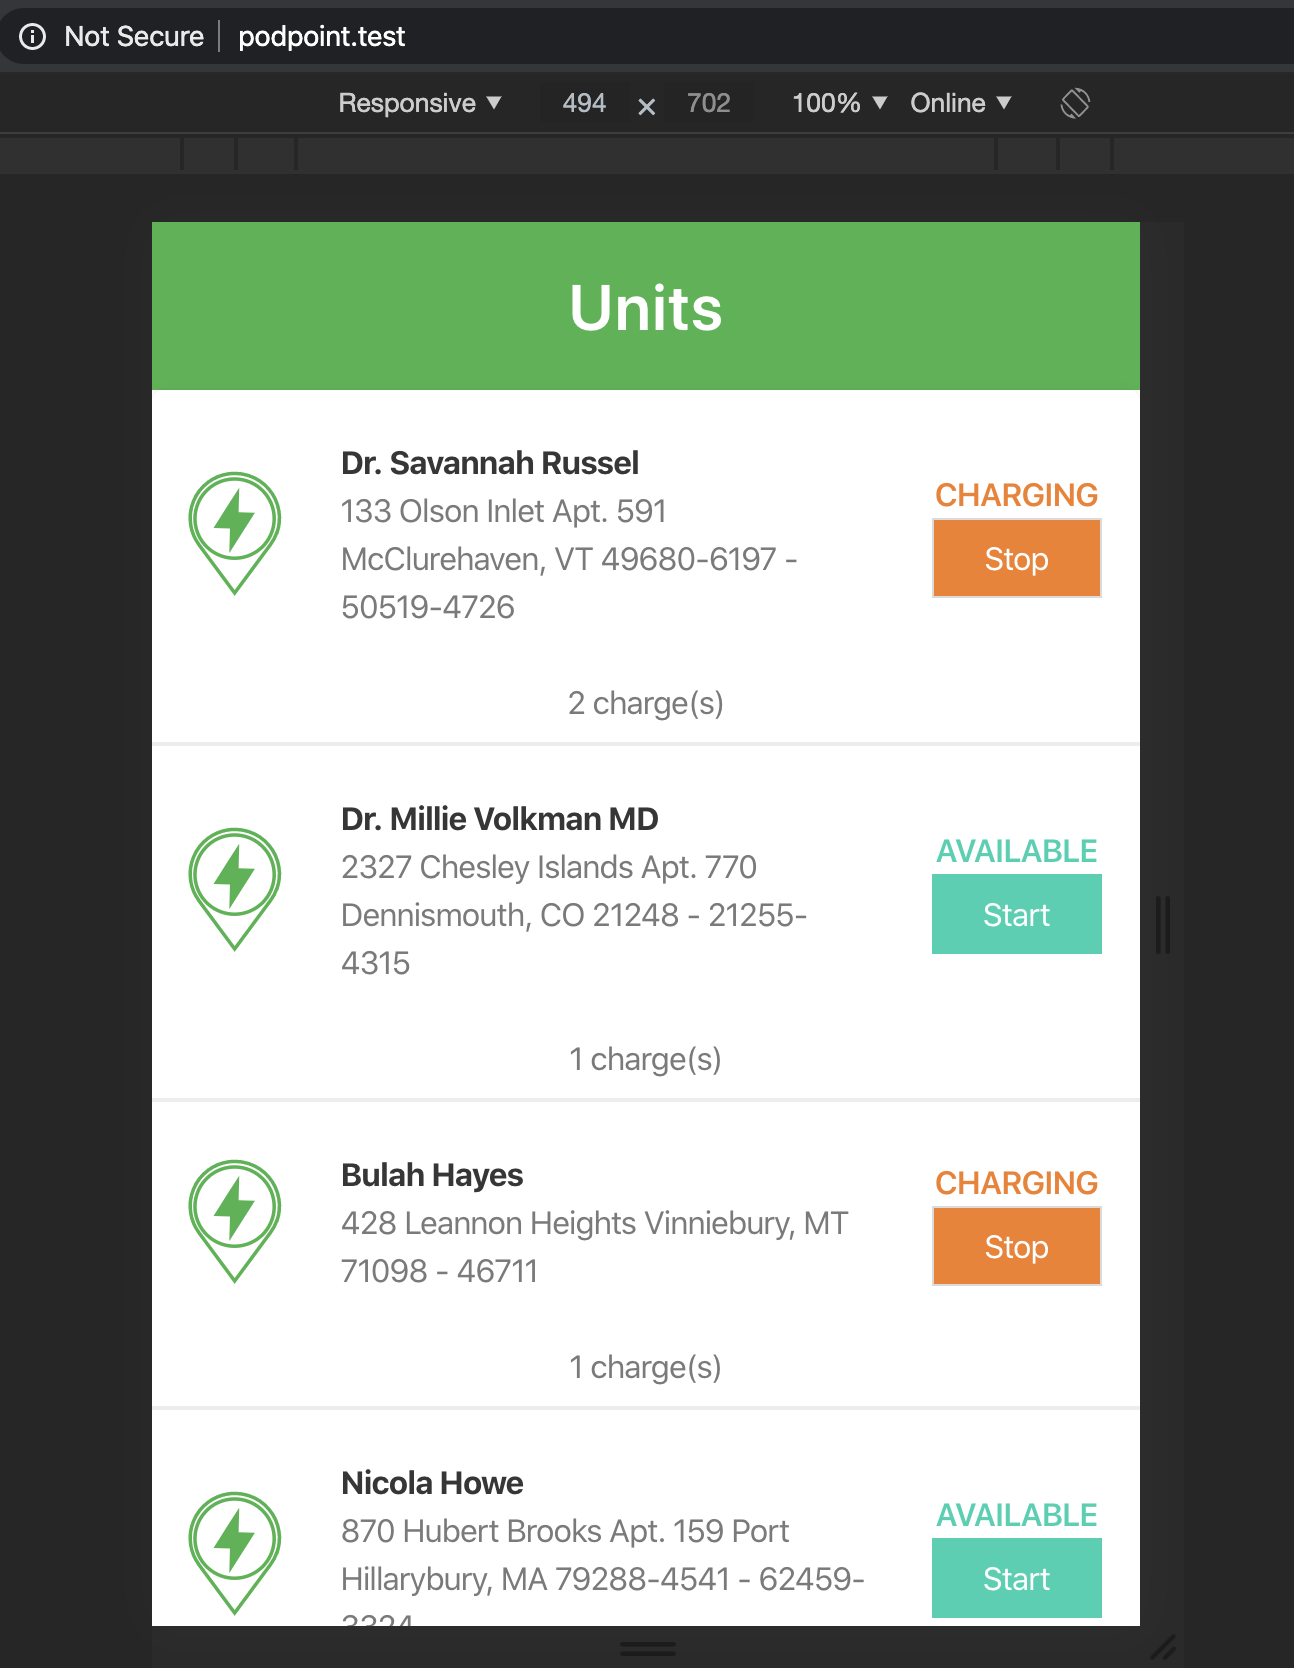 Not Secure podpoint.test
Responsive ▼ 494 × 702 100% ▼ Online ▼
Units
Dr. Savannah Russel
133 Olson Inlet Apt. 591
McClurehaven, VT 49680-6197 -
50519-4726
CHARGING
Stop
2 charge(s)
Dr. Millie Volkman MD
2327 Chesley Islands Apt. 770
Dennismouth, CO 21248 - 21255-
4315
AVAILABLE
Start
1 charge(s)
Bulah Hayes
428 Leannon Heights Vinniebury, MT
71098 - 46711
CHARGING
Stop
1 charge(s)
Nicola Howe
870 Hubert Brooks Apt. 159 Port
Hillarybury, MA 79288-4541 - 62459-
AVAILABLE
Start